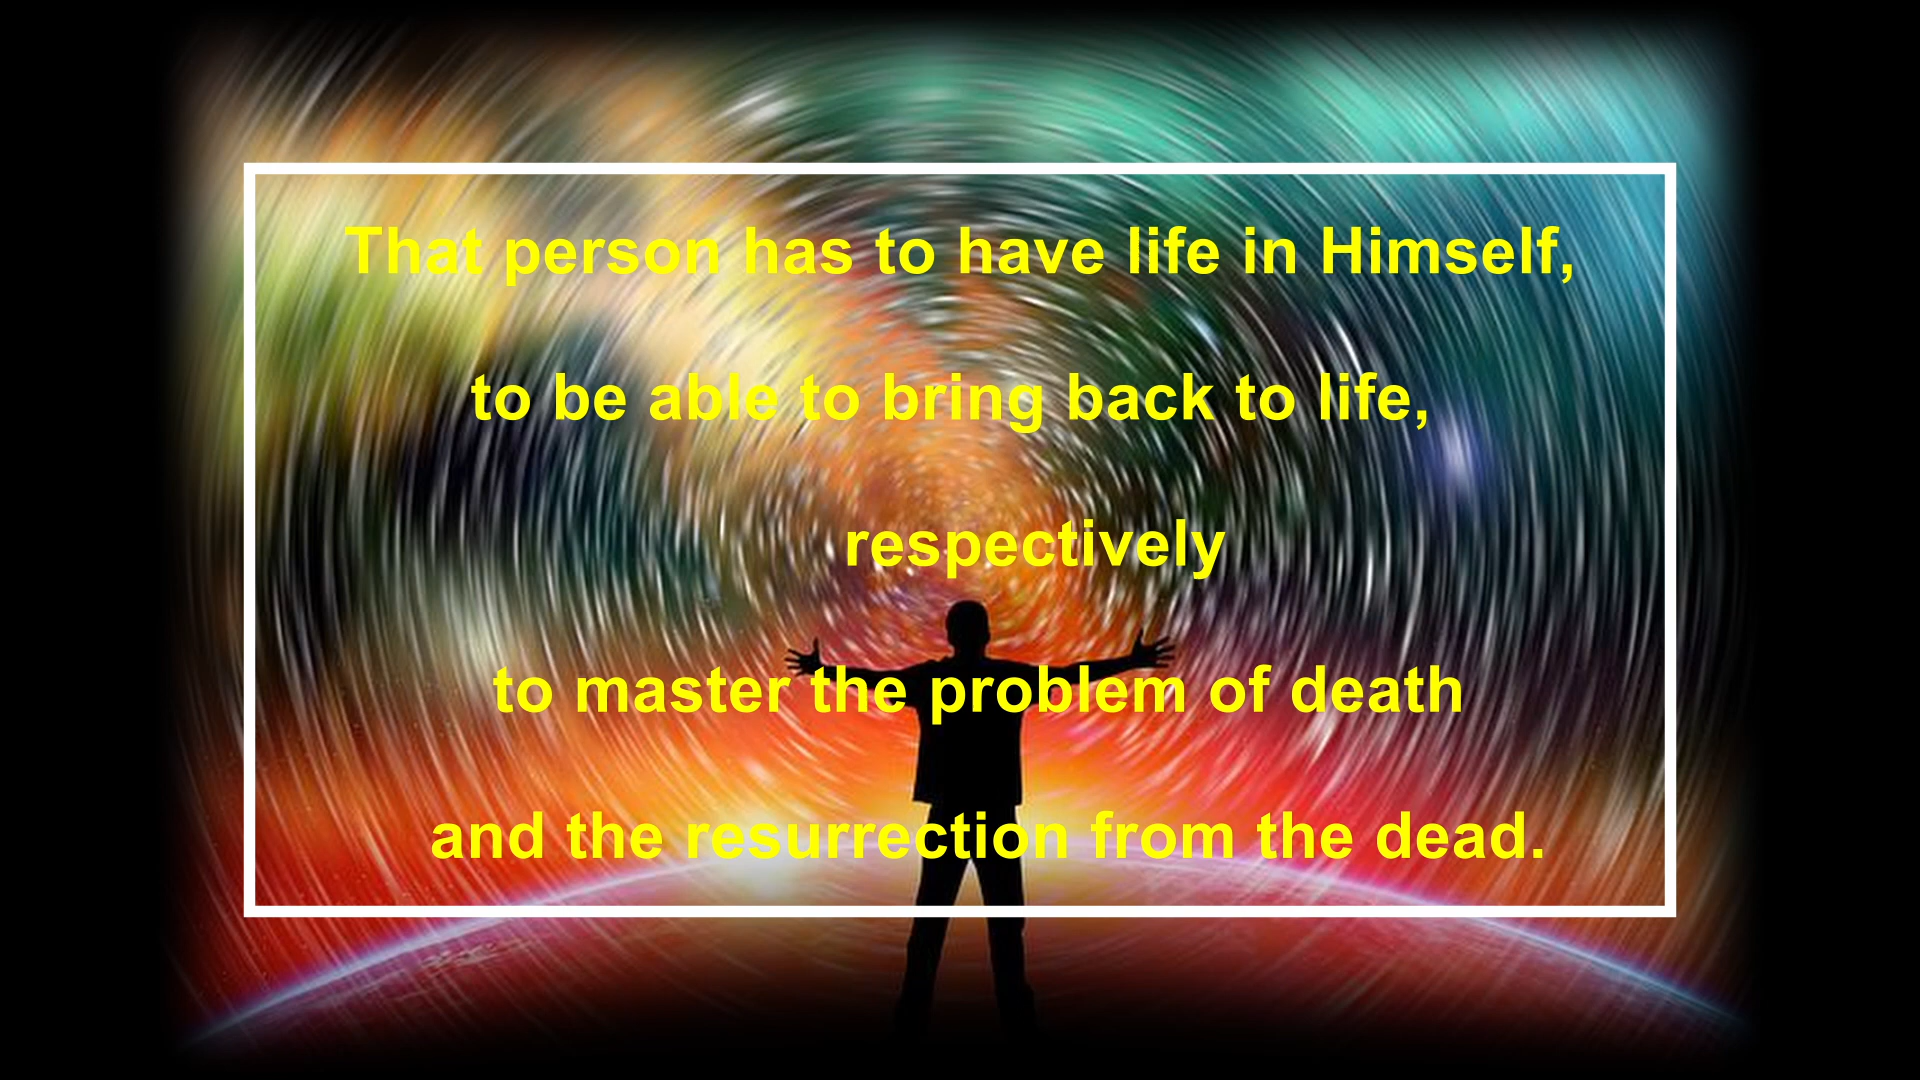 That person has to have life in Himself,
to be able to bring back to life,
respectively
to master the problem of death
and the resurrection from the dead.